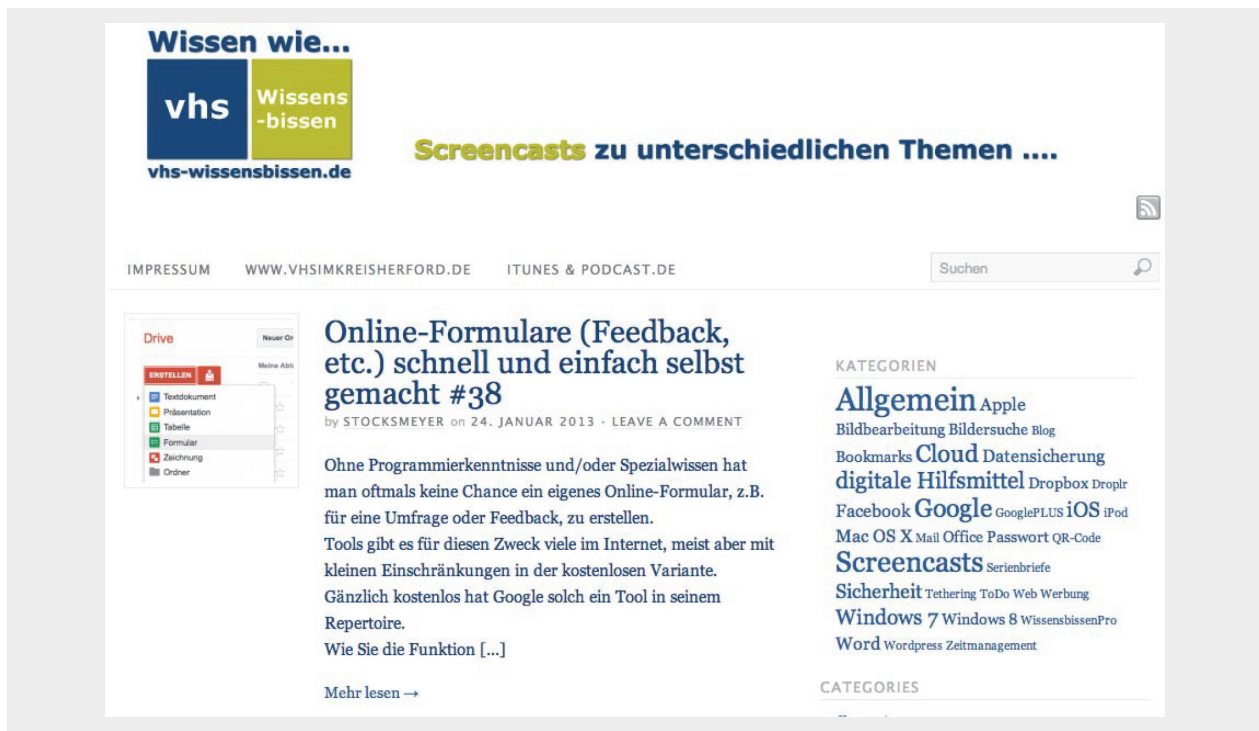 Wissen wie...
vhs
Wissens
-bissen
vhs-wissensbissen.de
Screencasts zu unterschiedlichen Themen ....
IMPRESSUM WWW.VHSIMKREISHERFORD.DE ITUNES & PODCAST.DE
Suchen
Drive
Neuer Or
ERSTELLEN
Meine Abla
Textdokument
Präsentation
Tabelle
Formular
Zeichnung
Ordner
Online-Formulare (Feedback,
etc.) schnell und einfach selbst
gemacht #38
by STOCKSMEYER on 24. JANUAR 2013 · LEAVE A COMMENT
Ohne Programmierkenntnisse und/oder Spezialwissen hat
man oftmals keine Chance ein eigenes Online-Formular, z.B.
für eine Umfrage oder Feedback, zu erstellen.
Tools gibt es für diesen Zweck viele im Internet, meist aber mit
kleinen Einschränkungen in der kostenlosen Variante.
Gänzlich kostenlos hat Google solch ein Tool in seinem
Repertoire.
Wie Sie die Funktion [...]
Mehr lesen →
KATEGORIEN
Allgemein Apple
Bildbearbeitung Bildersuche Blog
Bookmarks Cloud Datensicherung
digitale Hilfsmittel Dropbox Droplr
Facebook Google GooglePLUS iOS iPod
Mac OS X Mail Office Passwort QR-Code
Screencasts Serienbriefe
Sicherheit Tethering ToDo Web Werbung
Windows 7 Windows 8 WissensbissenPro
Word Wordpress Zeitmanagement
CATEGORIES